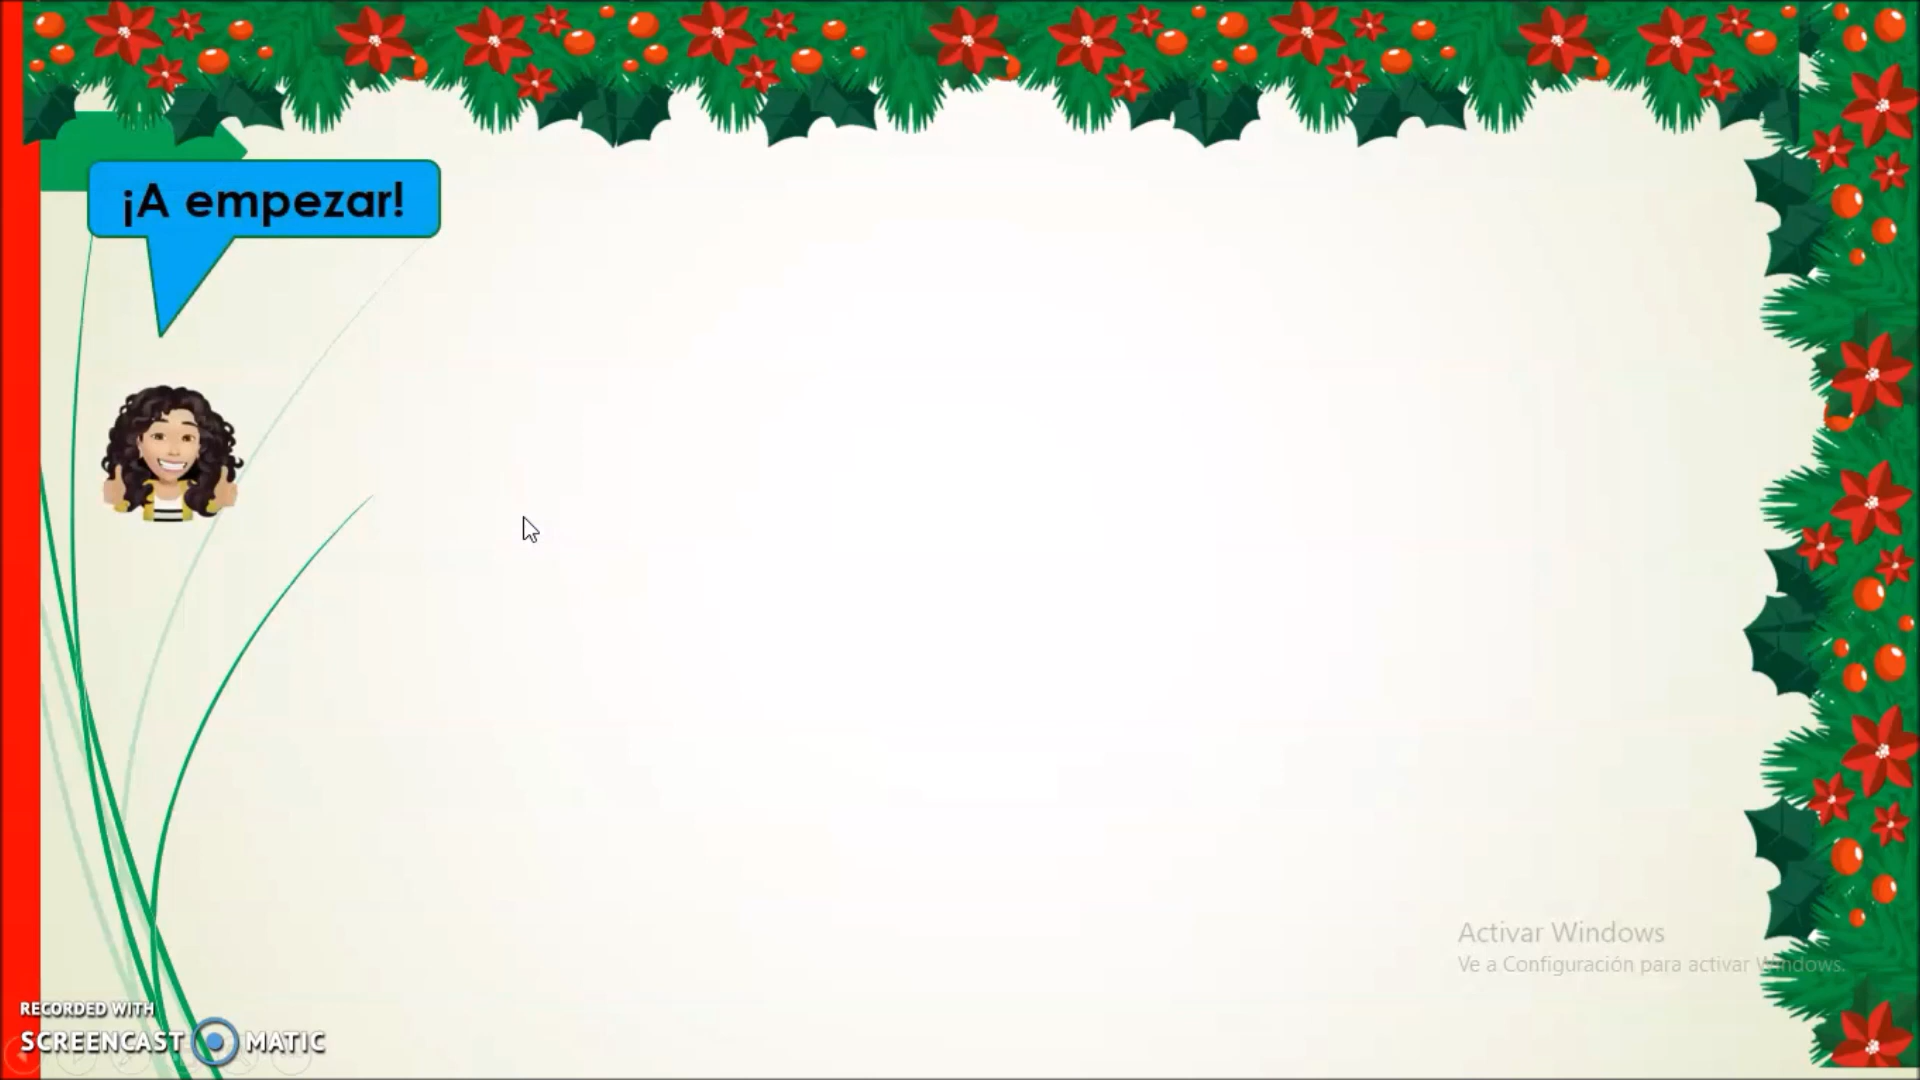 ¡A empezar!
Activar Windows
Ve a Configuración para activar Windows.
RECORDED WITH
SCREENCAST MATIC